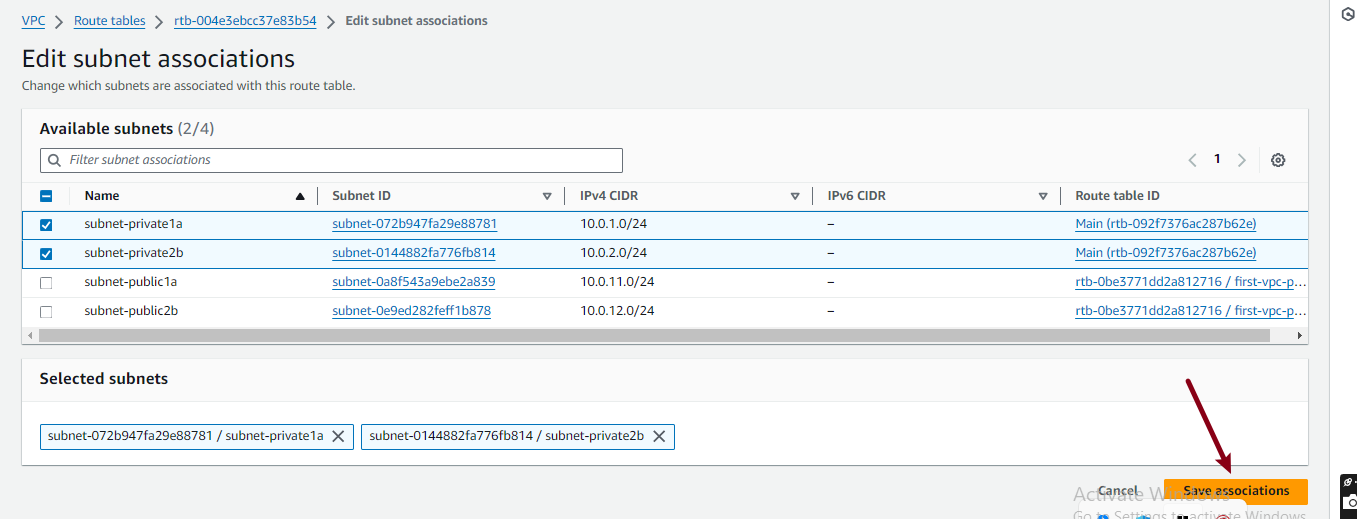 VPC > Route tables > rtb-004e3ebcc37e83b54 > Edit subnet associations
Edit subnet associations
Change which subnets are associated with this route table.
Available subnets (2/4)
Filter subnet associations
< 1 >
Name Subnet ID IPv4 CIDR IPv6 CIDR Route table ID
subnet-private1a subnet-072b947fa29e88781 10.0.1.0/24 – Main (rtb-092f7376ac287b62e)
subnet-private2b subnet-0144882fa776fb814 10.0.2.0/24 – Main (rtb-092f7376ac287b62e)
subnet-public1a subnet-0a8f543a9ebe2a839 10.0.11.0/24 – rtb-0be3771dd2a812716 / first-vpc-p...
subnet-public2b subnet-0e9ed282feff1b878 10.0.12.0/24 – rtb-0be3771dd2a812716 / first-vpc-p...
Selected subnets
subnet-072b947fa29e88781 / subnet-private1a subnet-0144882fa776fb814 / subnet-private2b
Cancel Save associations
Activate Windows
Go to Settings to activate Windows